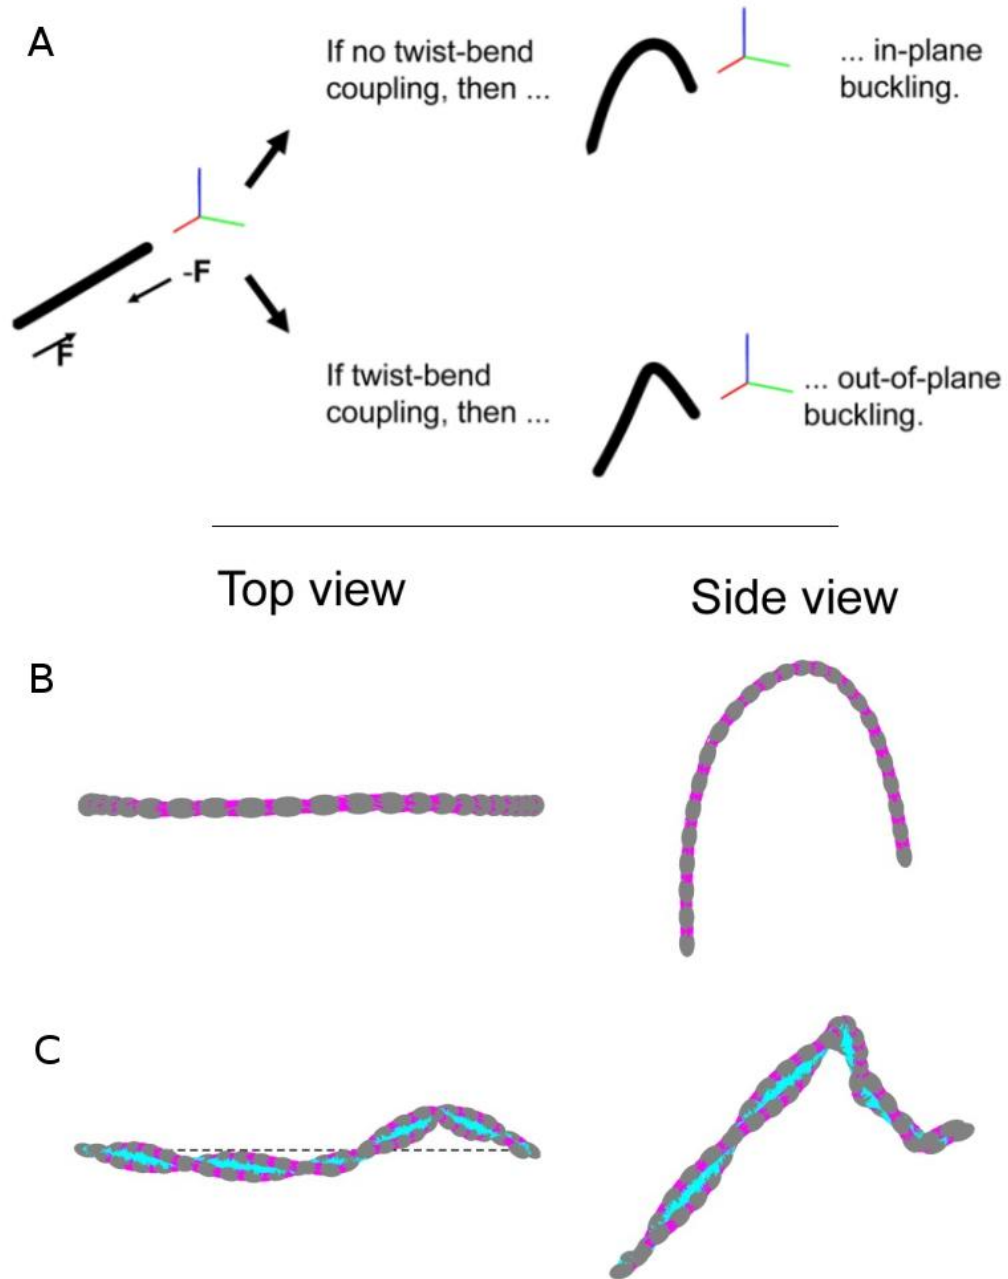 A
If no twist-bend
coupling, then ...
... in-plane
buckling.
-F
F
If twist-bend
coupling, then ...
... out-of-plane
buckling.
Top view
Side view
B
C